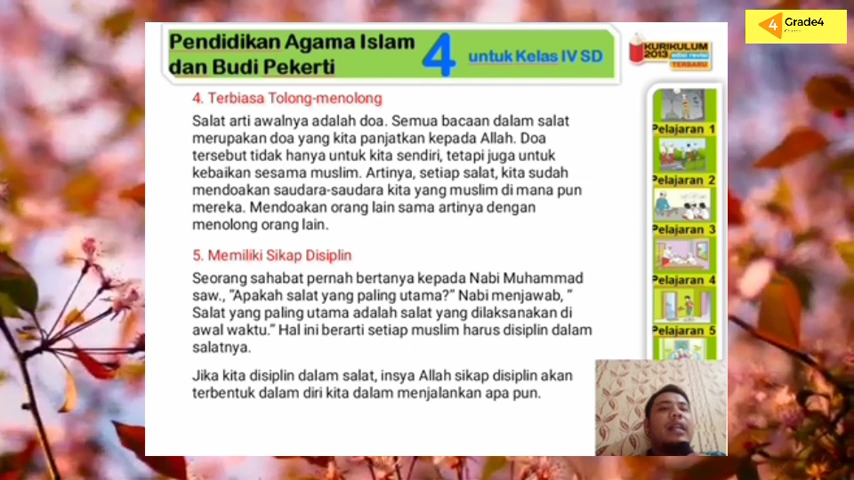 4
Grade4
Pendidikan Agama Islam
dan Budi Pekerti
4
untuk Kelas IV SD
KURIKULUM
2013
TERBARU
4. Terbiasa Tolong-menolong
Salat arti awalnya adalah doa. Semua bacaan dalam salat
merupakan doa yang kita panjatkan kepada Allah. Doa
tersebut tidak hanya untuk kita sendiri, tetapi juga untuk
kebaikan sesama muslim. Artinya, setiap salat, kita sudah
mendoakan saudara-saudara kita yang muslim di mana pun
mereka. Mendoakan orang lain sama artinya dengan
menolong orang lain.
5. Memiliki Sikap Disiplin
Seorang sahabat pernah bertanya kepada Nabi Muhammad
saw., "Apakah salat yang paling utama?" Nabi menjawab, "
Salat yang paling utama adalah salat yang dilaksanakan di
awal waktu." Hal ini berarti setiap muslim harus disiplin dalam
salatnya.
Jika kita disiplin dalam salat, insya Allah sikap disiplin akan
terbentuk dalam diri kita dalam menjalankan apa pun.
Pelajaran 1
Pelajaran 2
Pelajaran 3
Pelajaran 4
Pelajaran 5